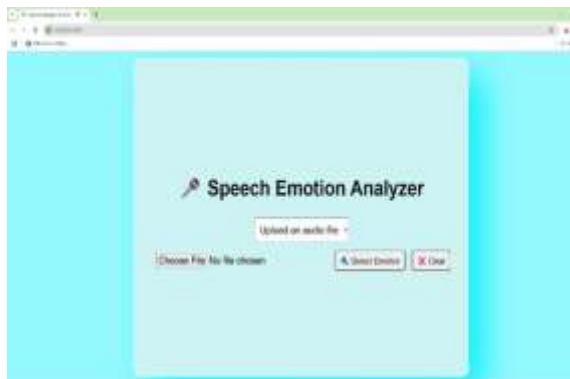 Speech Emotion Analyzer
Upload an audio file
Choose File No file chosen
Detect Emotion Clear